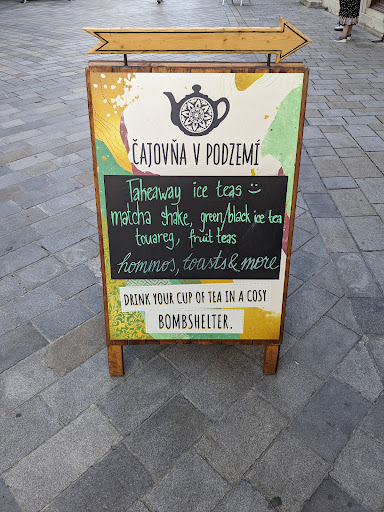 ČAJOVŇA V PODZEMÍ
Takeaway ice teas :)
matcha shake, green/black ice tea
touareg, fruit teas
hommos, toasts & more
DRINK YOUR CUP OF TEA IN A COSY
BOMBSHELTER.